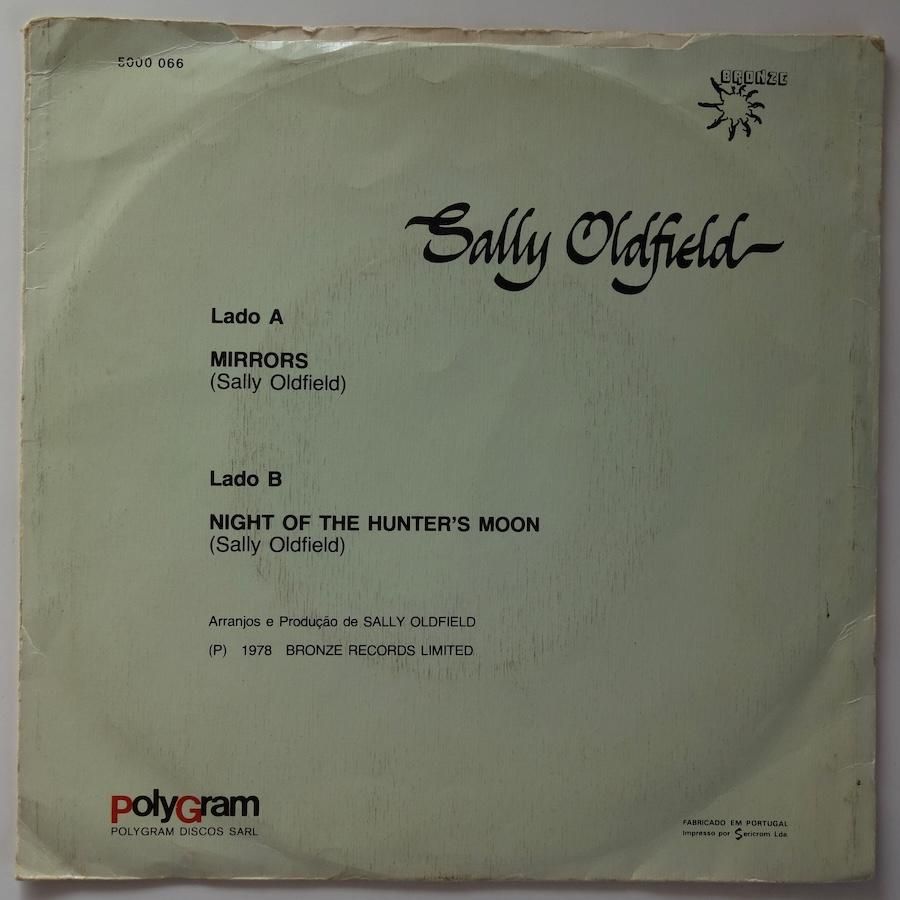 5000 066
BRONZE
Sally Oldfield
Lado A
MIRRORS
(Sally Oldfield)
Lado B
NIGHT OF THE HUNTER'S MOON
(Sally Oldfield)
Arranjos e Produção de SALLY OLDFIELD
(P) 1978 BRONZE RECORDS LIMITED
PolyGram
POLYGRAM DISCOS SARL
FABRICADO EM PORTUGAL
Impresso por Sericrom Lda.